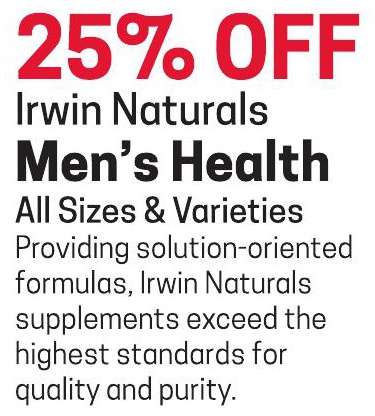 25% OFF
Irwin Naturals
Men's Health
All Sizes & Varieties
Providing solution-oriented
formulas, Irwin Naturals
supplements exceed the
highest standards for
quality and purity.